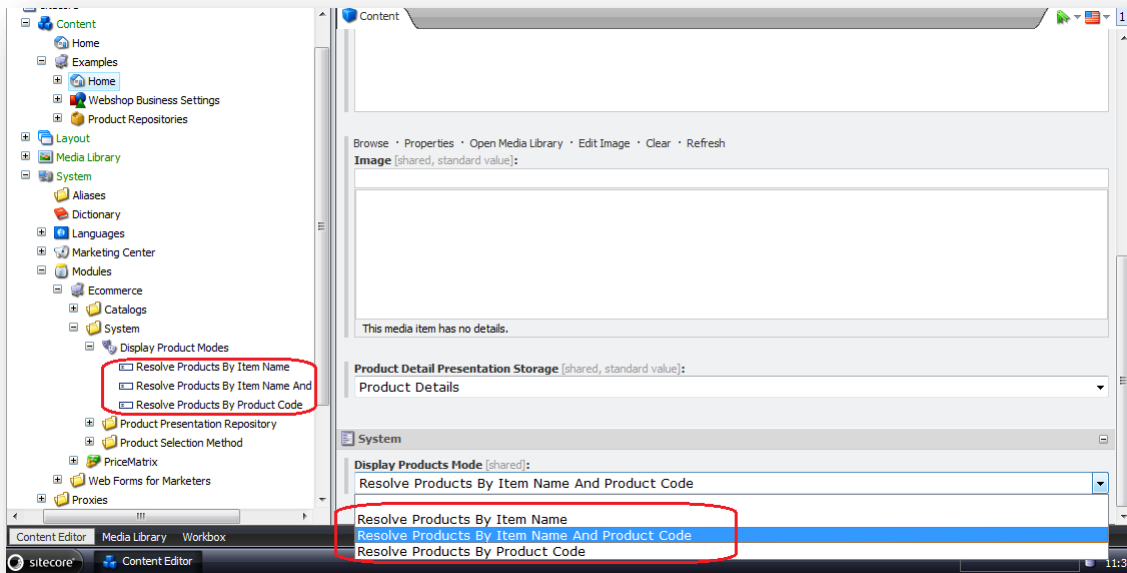 Content
Home
Examples
Home
Webshop Business Settings
Product Repositories
Layout
Media Library
System
Aliases
Dictionary
Languages
Marketing Center
Modules
Ecommerce
Catalogs
System
Display Product Modes
Resolve Products By Item Name
Resolve Products By Item Name And
Resolve Products By Product Code
Product Presentation Repository
Product Selection Method
PriceMatrix
Web Forms for Marketers
Proxies
Content Editor Media Library Workbox
sitecore Content Editor
Content
1
Browse · Properties · Open Media Library · Edit Image · Clear · Refresh
Image [shared, standard value]:
This media item has no details.
Product Detail Presentation Storage [shared, standard value]:
Product Details
System
Display Products Mode [shared]:
Resolve Products By Item Name And Product Code
Resolve Products By Item Name
Resolve Products By Item Name And Product Code
Resolve Products By Product Code
11:3